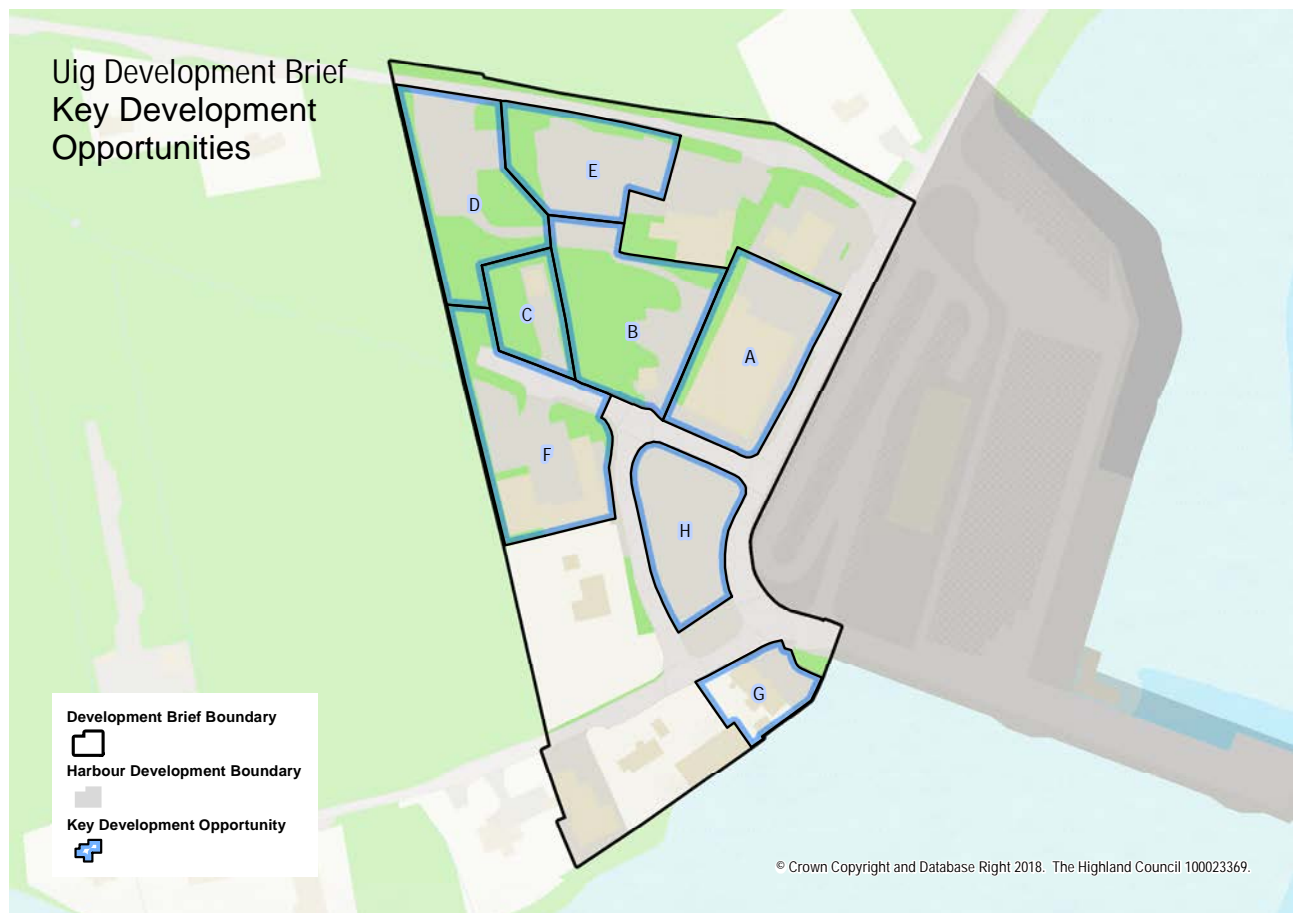 Uig Development Brief
Key Development
Opportunities
E
D
C
B
A
F
H
G
Development Brief Boundary
Harbour Development Boundary
Key Development Opportunity
© Crown Copyright and Database Right 2018. The Highland Council 100023369.